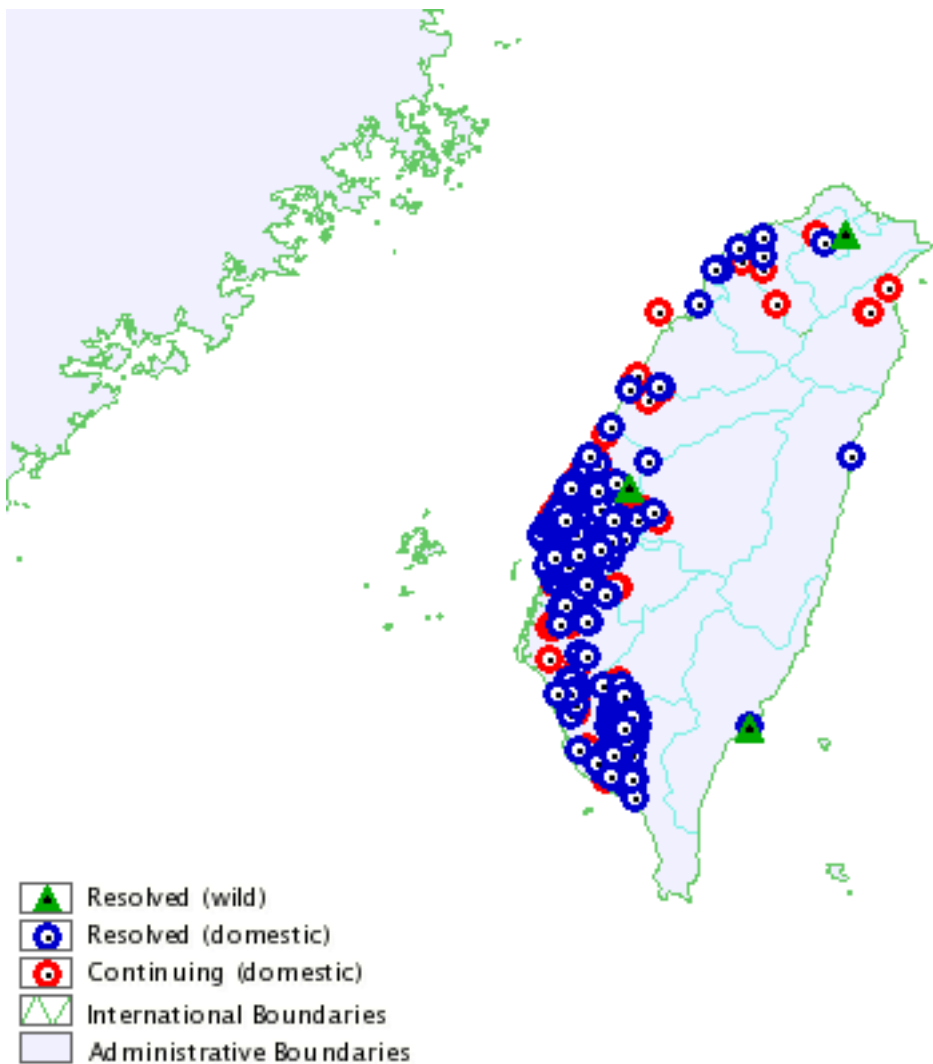 Resolved (wild)
Resolved (domestic)
Continuing (domestic)
International Boundaries
Administrative Boundaries